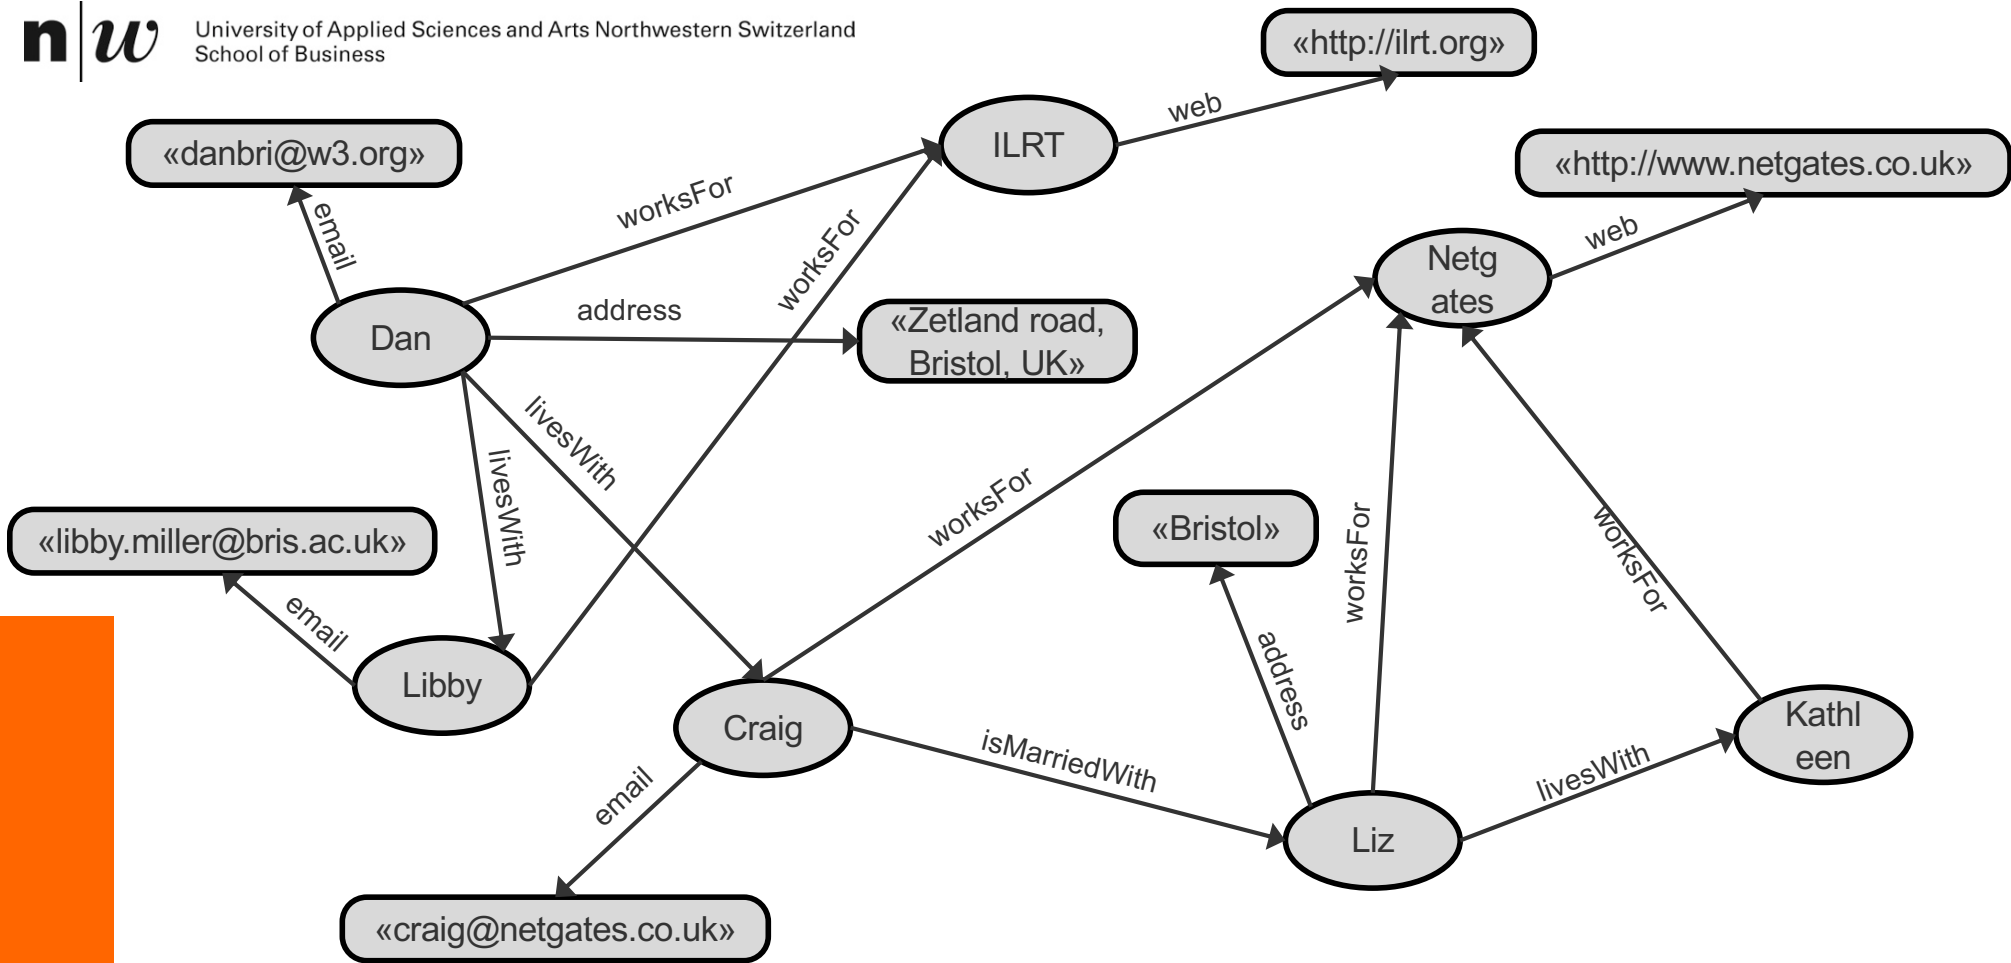 n w
University of Applied Sciences and Arts Northwestern Switzerland
School of Business
«http://ilrt.org»
web
ILRT
«danbri@w3.org»
«http://www.netgates.co.uk»
worksFor
email
worksFor
web
Netg
ates
address
Dan
«Zetland road,
Bristol, UK»
livesWith
livesWith
worksFor
«Bristol»
worksFor
worksFor
«libby.miller@bris.ac.uk»
email
Libby
address
Craig
isMarriedWith
livesWith
Kathl
een
email
Liz
«craig@netgates.co.uk»